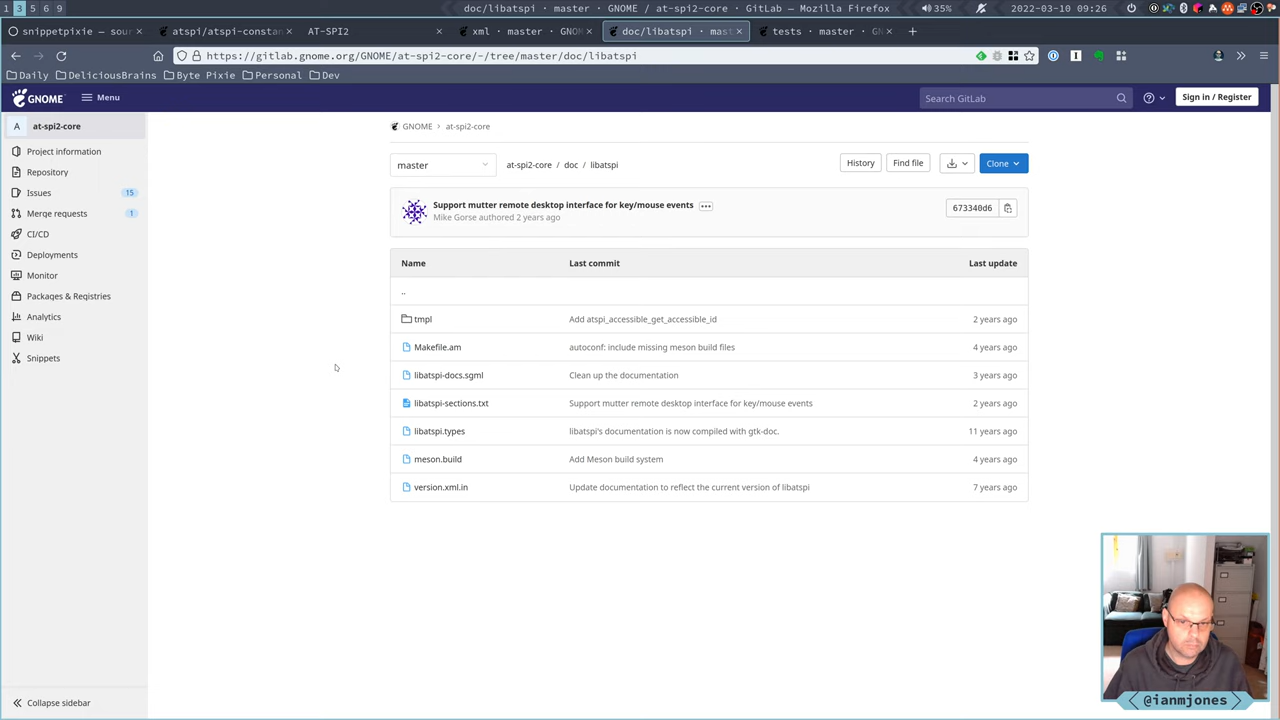 1 3 5 6 9 doc/libatspi · master · GNOME / at-spi2-core · GitLab — Mozilla Firefox 35% 2022-03-10 09:26
snippetpixie — sour × atspi/atspi-constan × AT-SPI2 × xml · master · GNOM × doc/libatspi · mast × tests · master · GN × +
https://gitlab.gnome.org/GNOME/at-spi2-core/-/tree/master/doc/libatspi
Daily DeliciousBrains Byte Pixie Personal Dev
GNOME Menu Search GitLab Sign in / Register
A at-spi2-core
Project information
Repository
Issues 15
Merge requests 1
CI/CD
Deployments
Monitor
Packages & Registries
Analytics
Wiki
Snippets
Collapse sidebar
GNOME > at-spi2-core
master at-spi2-core / doc / libatspi History Find file Clone
Support mutter remote desktop interface for key/mouse events
Mike Gorse authored 2 years ago
673340d6
Name Last commit Last update
..
tmpl Add atspi_accessible_get_accessible_id 2 years ago
Makefile.am autoconf: include missing meson build files 4 years ago
libatspi-docs.sgml Clean up the documentation 3 years ago
libatspi-sections.txt Support mutter remote desktop interface for key/mouse events 2 years ago
libatspi.types libatspi's documentation is now compiled with gtk-doc. 11 years ago
meson.build Add Meson build system 4 years ago
version.xml.in Update documentation to reflect the current version of libatspi 7 years ago
@ianmjones